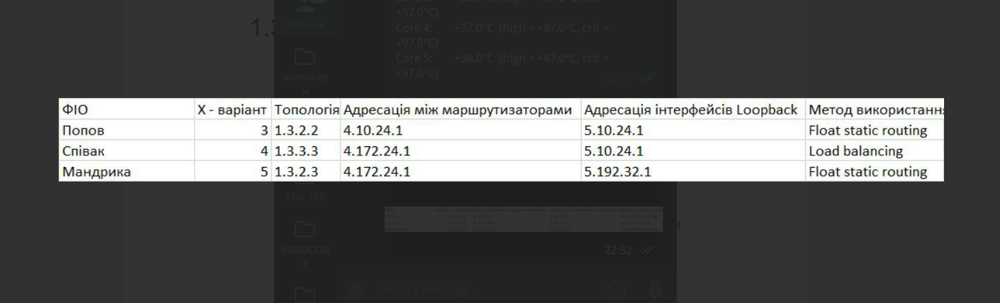 Личные
1.3
+97.0°C)
Core 4: +37.0°C (high = +87.0°C, crit =
+97.0°C)
Core 5: +38.0°C (high = +87.0°C, crit =
+97.0°C)
22:16
интенсив
ы
ФІО Х - варіант Топологія Адресація між маршрутизаторами Адресація інтерфейсів Loopback Метод використанн
Попов 3 1.3.2.2 4.10.24.1 5.10.24.1 Float static routing
Співак 4 1.3.3.3 4.172.24.1 5.10.24.1 Load balancing
Мандрика 5 1.3.2.3 4.172.24.1 5.192.32.1 Float static routing
Flat_105
ROBOCOD
E
22:52
Write a message...